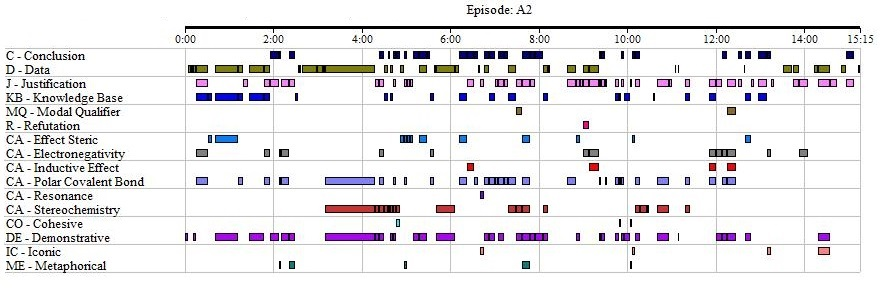 Episode: A2
0:00 2:00 4:00 6:00 8:00 10:00 12:00 14:00 15:15
C - Conclusion
D - Data
J - Justification
KB - Knowledge Base
MQ - Modal Qualifier
R - Refutation
CA - Effect Steric
CA - Electronegativity
CA - Inductive Effect
CA - Polar Covalent Bond
CA - Resonance
CA - Stereochemistry
CO - Cohesive
DE - Demonstrative
IC - Iconic
ME - Metaphorical